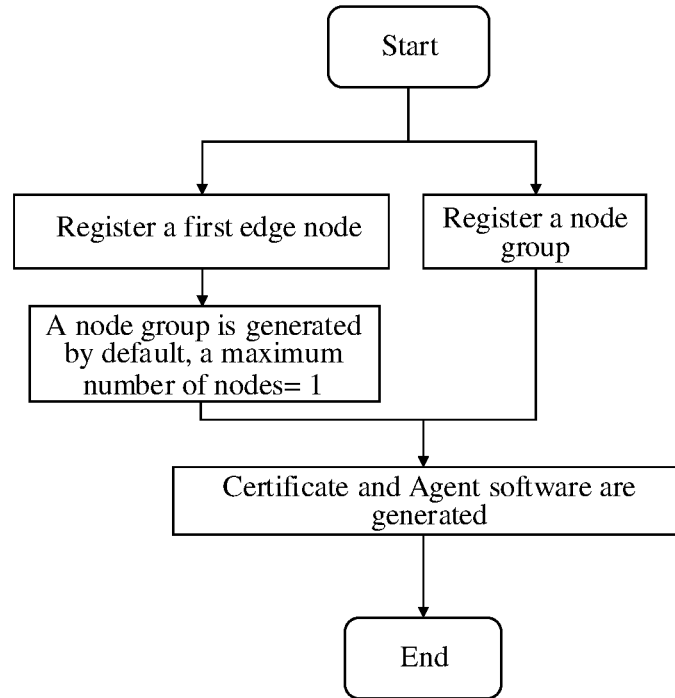 Start
Register a first edge node
Register a node
group
A node group is generated
by default, a maximum
number of nodes= 1
Certificate and Agent software are
generated
End